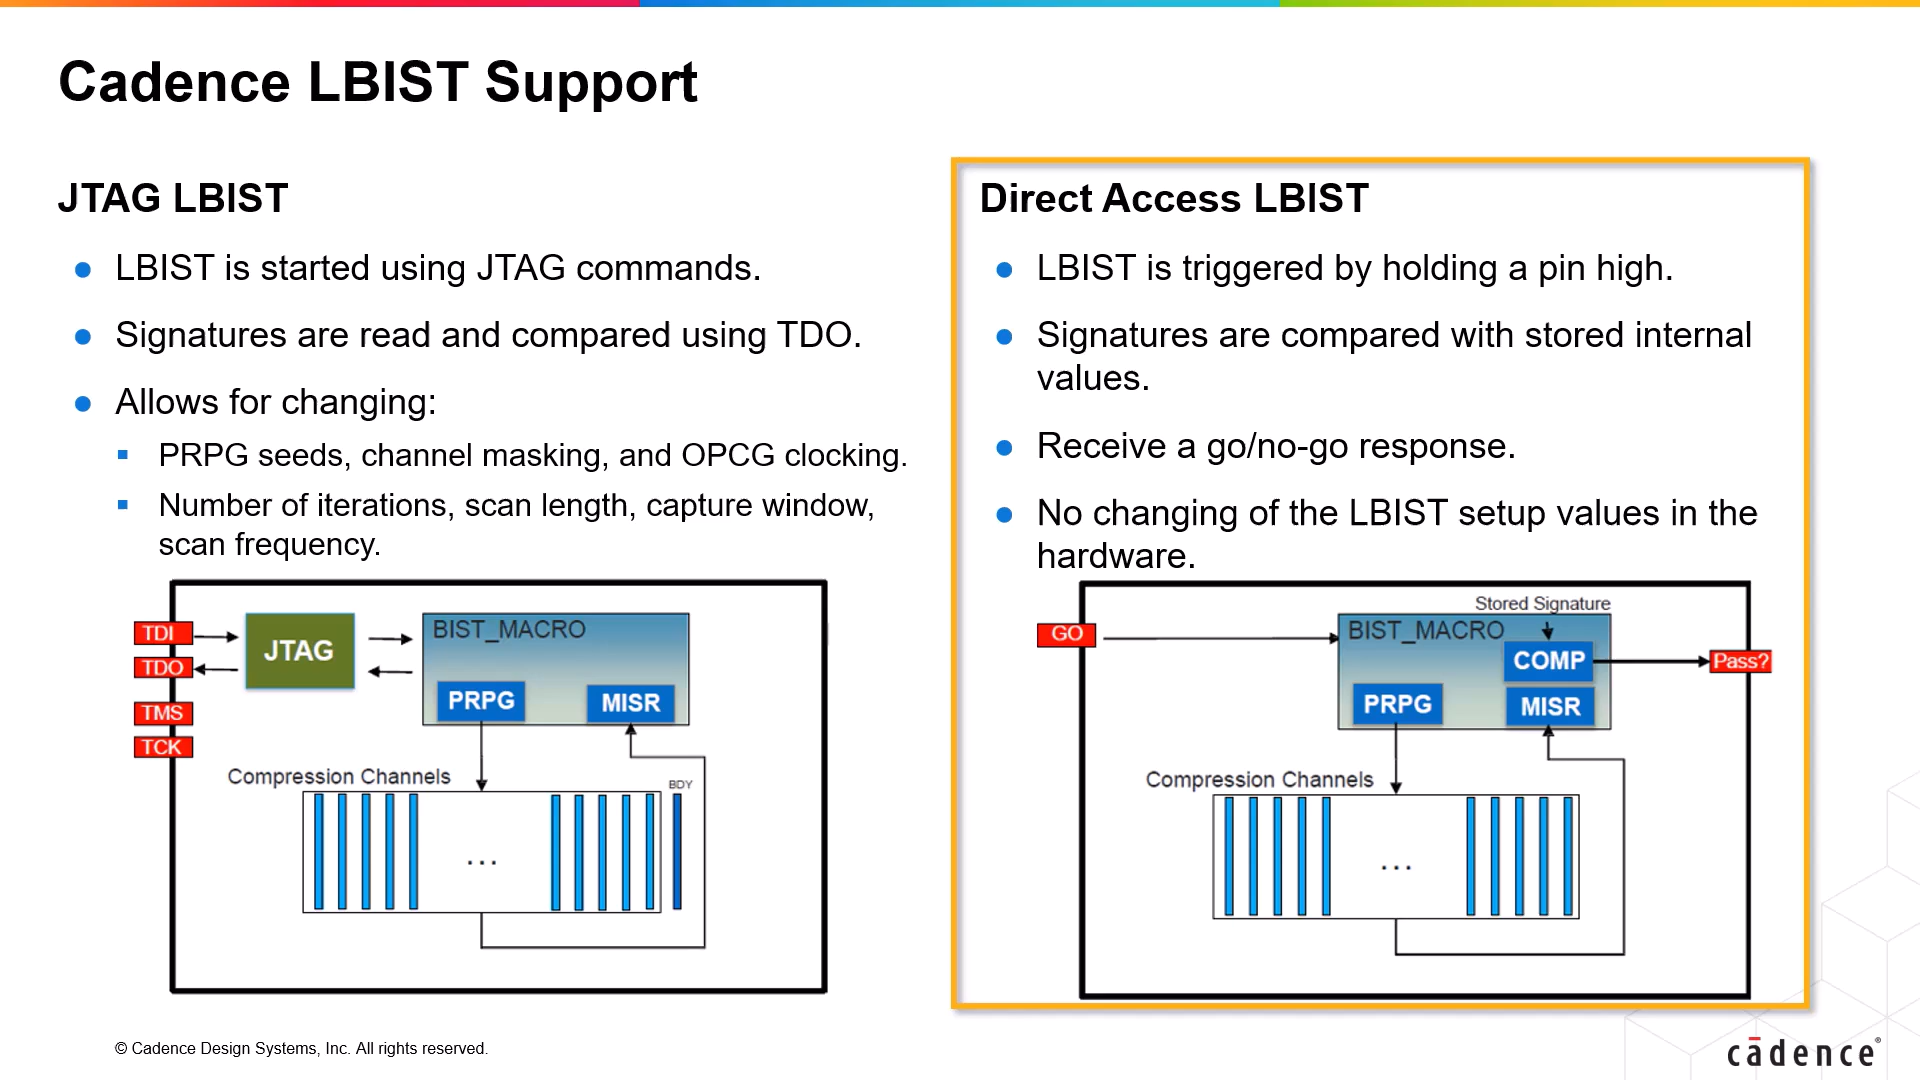 Cadence LBIST Support
JTAG LBIST
LBIST is started using JTAG commands.
Signatures are read and compared using TDO.
Allows for changing:
PRPG seeds, channel masking, and OPCG clocking.
Number of iterations, scan length, capture window,
scan frequency.
TDI
TDO
TMS
TCK
JTAG
BIST_MACRO
PRPG
MISR
Compression Channels
BDY
...
Direct Access LBIST
LBIST is triggered by holding a pin high.
Signatures are compared with stored internal
values.
Receive a go/no-go response.
No changing of the LBIST setup values in the
hardware.
Stored Signature
GO
BIST_MACRO
COMP
Pass?
PRPG
MISR
Compression Channels
...
© Cadence Design Systems, Inc. All rights reserved.
cādence®